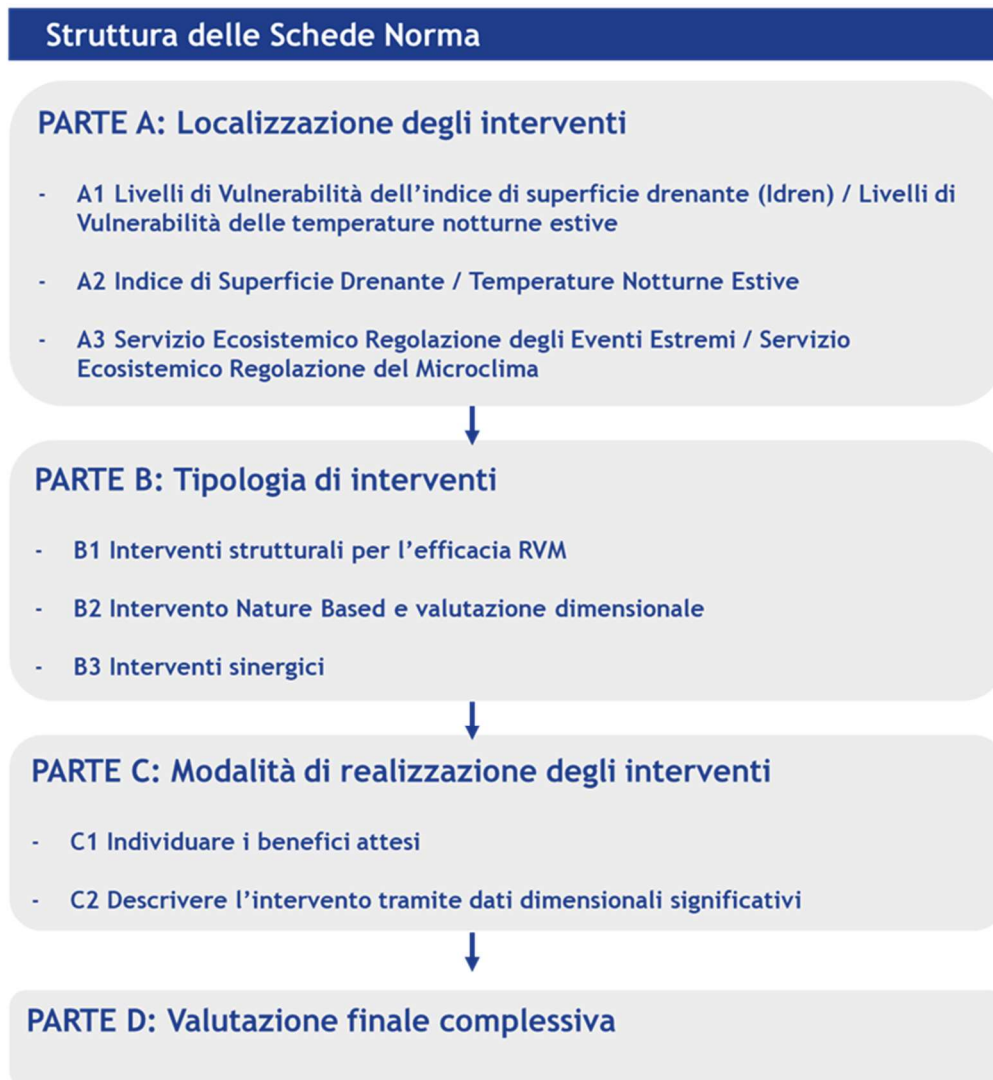 Struttura delle Schede Norma
PARTE A: Localizzazione degli interventi
- A1 Livelli di Vulnerabilità dell’indice di superficie drenante (Idren) / Livelli di
Vulnerabilità delle temperature notturne estive
- A2 Indice di Superficie Drenante / Temperature Notturne Estive
- A3 Servizio Ecosistemico Regolazione degli Eventi Estremi / Servizio
Ecosistemico Regolazione del Microclima
PARTE B: Tipologia di interventi
- B1 Interventi strutturali per l’efficacia RVM
- B2 Intervento Nature Based e valutazione dimensionale
- B3 Interventi sinergici
PARTE C: Modalità di realizzazione degli interventi
- C1 Individuare i benefici attesi
- C2 Descrivere l’intervento tramite dati dimensionali significativi
PARTE D: Valutazione finale complessiva